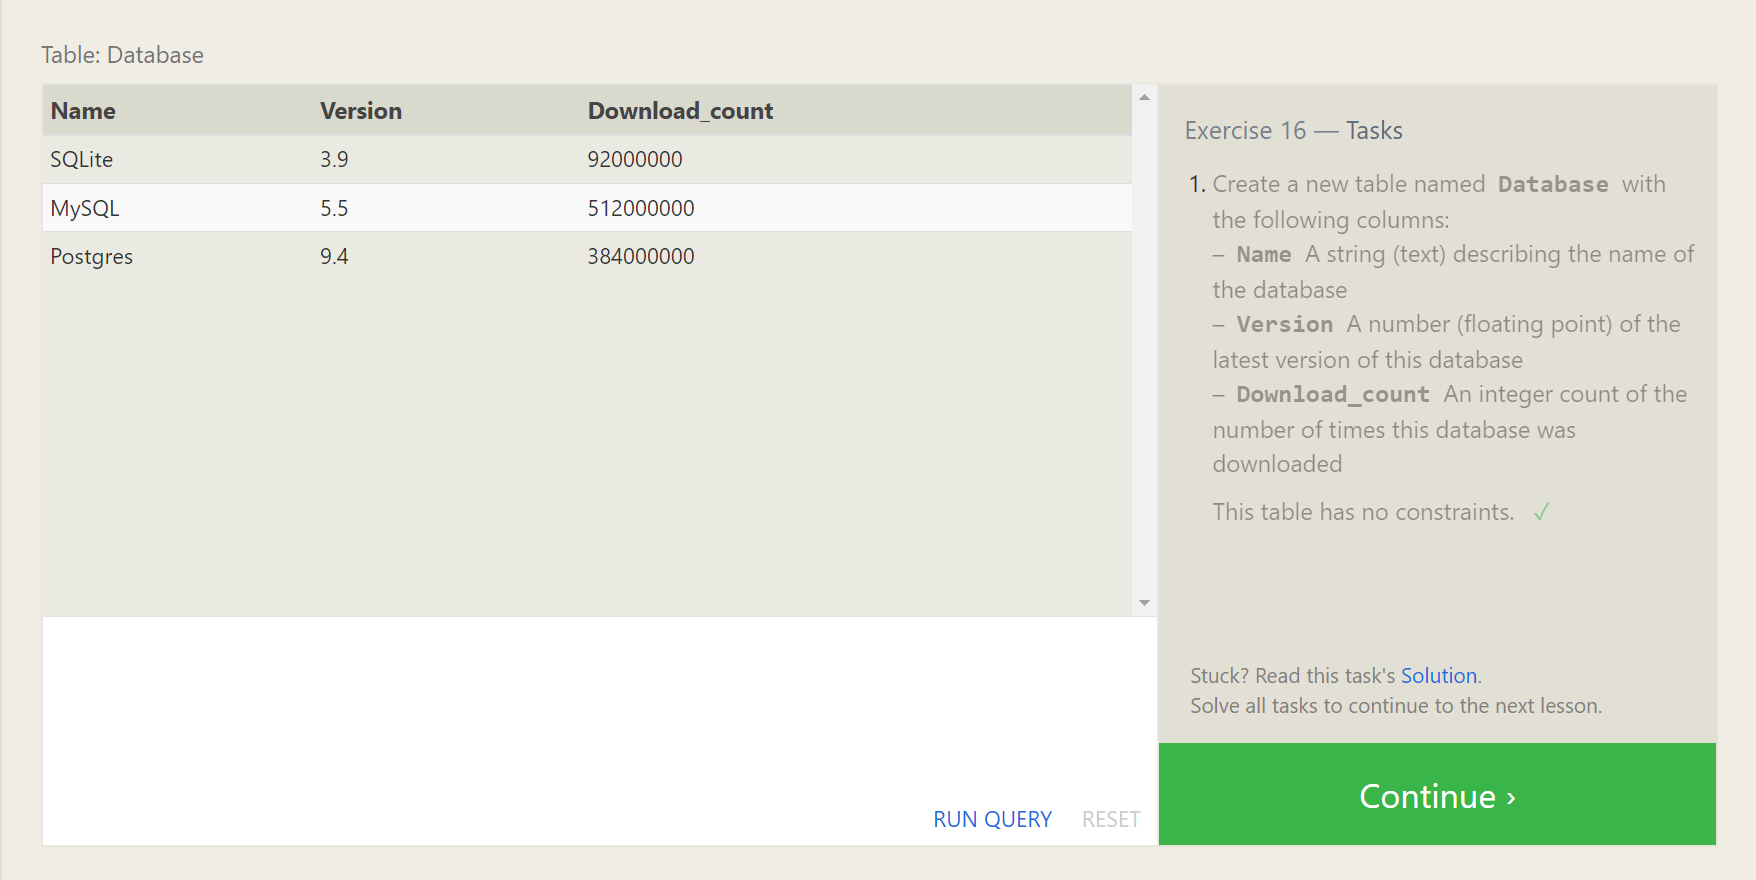 Table: Database
Name Version Download_count
SQLite 3.9 92000000
MySQL 5.5 512000000
Postgres 9.4 384000000
RUN QUERY RESET
Exercise 16 — Tasks
1. Create a new table named Database with
the following columns:
– Name A string (text) describing the name of
the database
– Version A number (floating point) of the
latest version of this database
– Download_count An integer count of the
number of times this database was
downloaded
This table has no constraints. ✓
Stuck? Read this task's Solution.
Solve all tasks to continue to the next lesson.
Continue ›